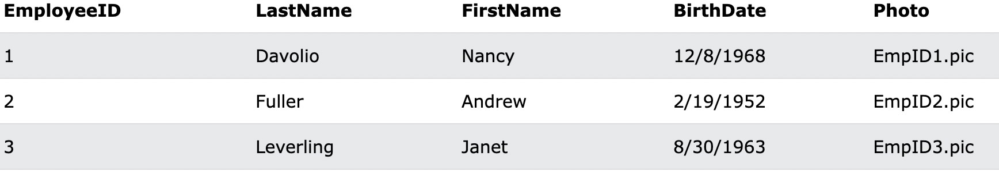 EmployeeID LastName FirstName BirthDate Photo
1 Davolio Nancy 12/8/1968 EmpID1.pic
2 Fuller Andrew 2/19/1952 EmpID2.pic
3 Leverling Janet 8/30/1963 EmpID3.pic